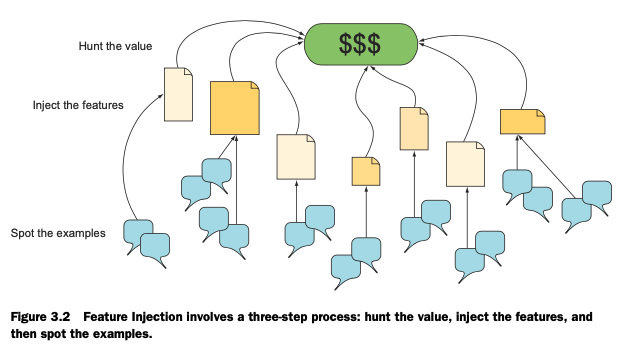 Hunt the value
$$$
Inject the features
Spot the examples
Figure 3.2 Feature Injection involves a three-step process: hunt the value, inject the features, and
then spot the examples.